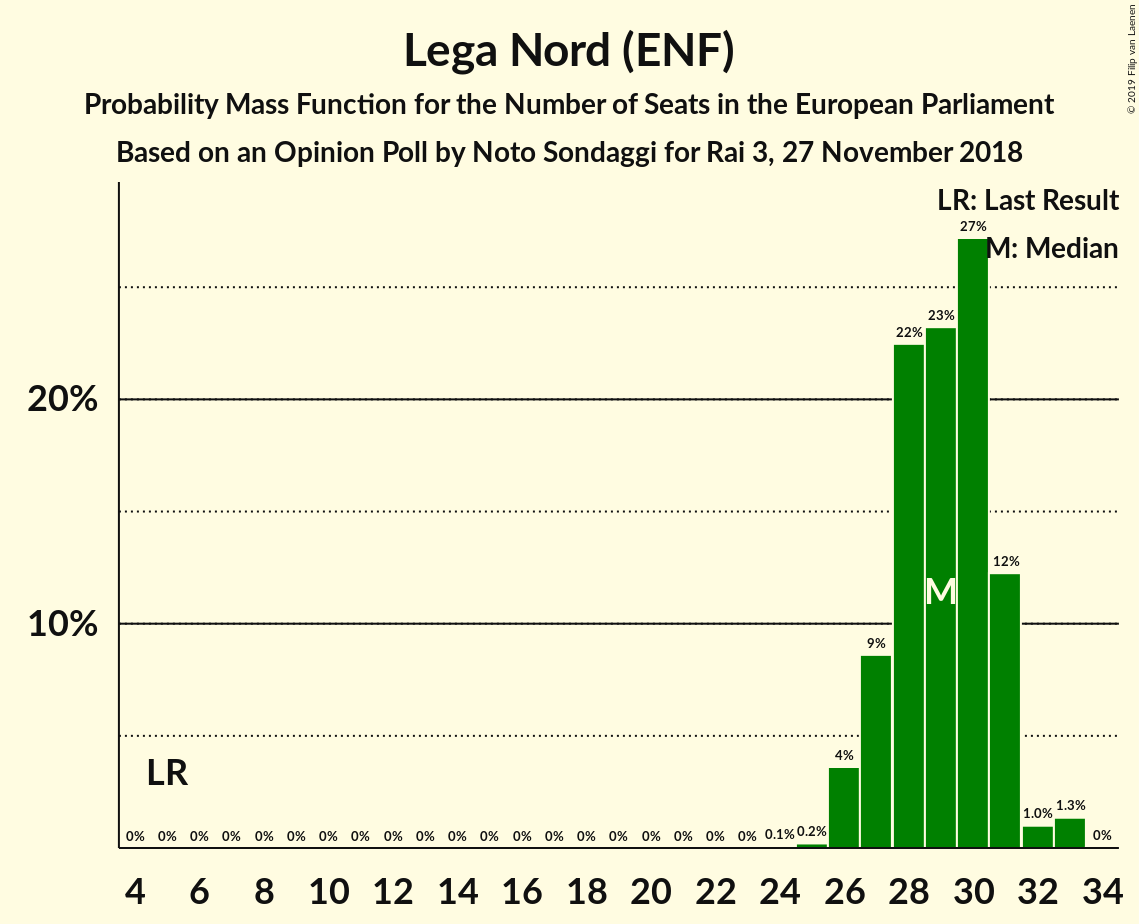 Lega Nord (ENF)
Probability Mass Function for the Number of Seats in the European Parliament
Based on an Opinion Poll by Noto Sondaggi for Rai 3, 27 November 2018
© 2019 Filip van Laenen
LR: Last Result
M: Median
27%
23%
22%
20%
12%
M
10%
9%
4%
LR
0% 0% 0% 0% 0% 0% 0% 0% 0% 0% 0% 0% 0% 0% 0% 0% 0% 0% 0% 0% 0.1% 0.2% 1.0% 1.3% 0%
4 6 8 10 12 14 16 18 20 22 24 26 28 30 32 34